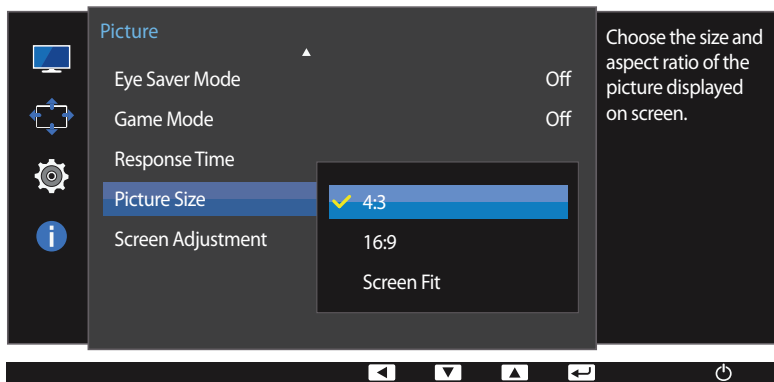 Picture
Eye Saver Mode Off
Game Mode Off
Response Time
Picture Size
Screen Adjustment
4:3
16:9
Screen Fit
Choose the size and
aspect ratio of the
picture displayed
on screen.